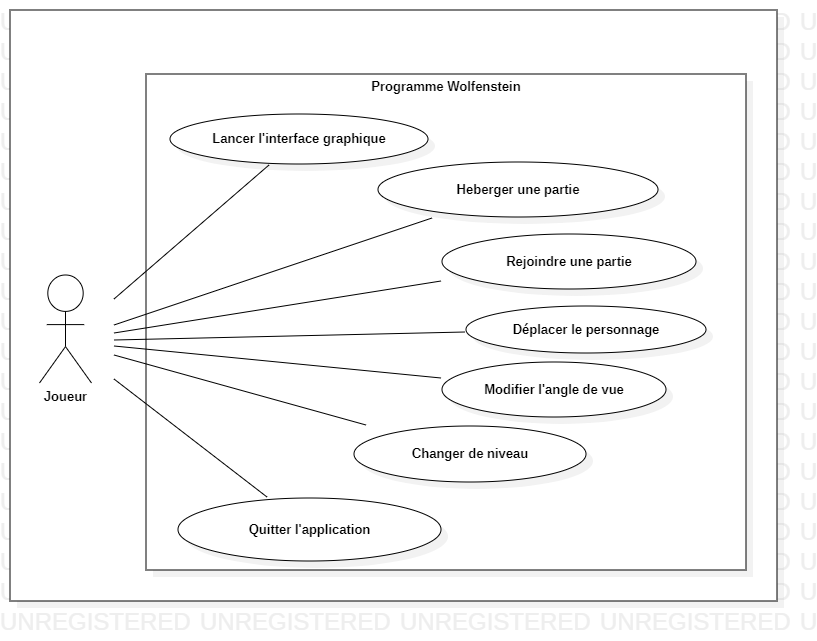 Programme Wolfenstein
Lancer l'interface graphique
Heberger une partie
Rejoindre une partie
Déplacer le personnage
Modifier l'angle de vue
Joueur
Changer de niveau
Quitter l'application
UNREGISTERED UNREGISTERED UNREGISTERED UNREGISTERED U